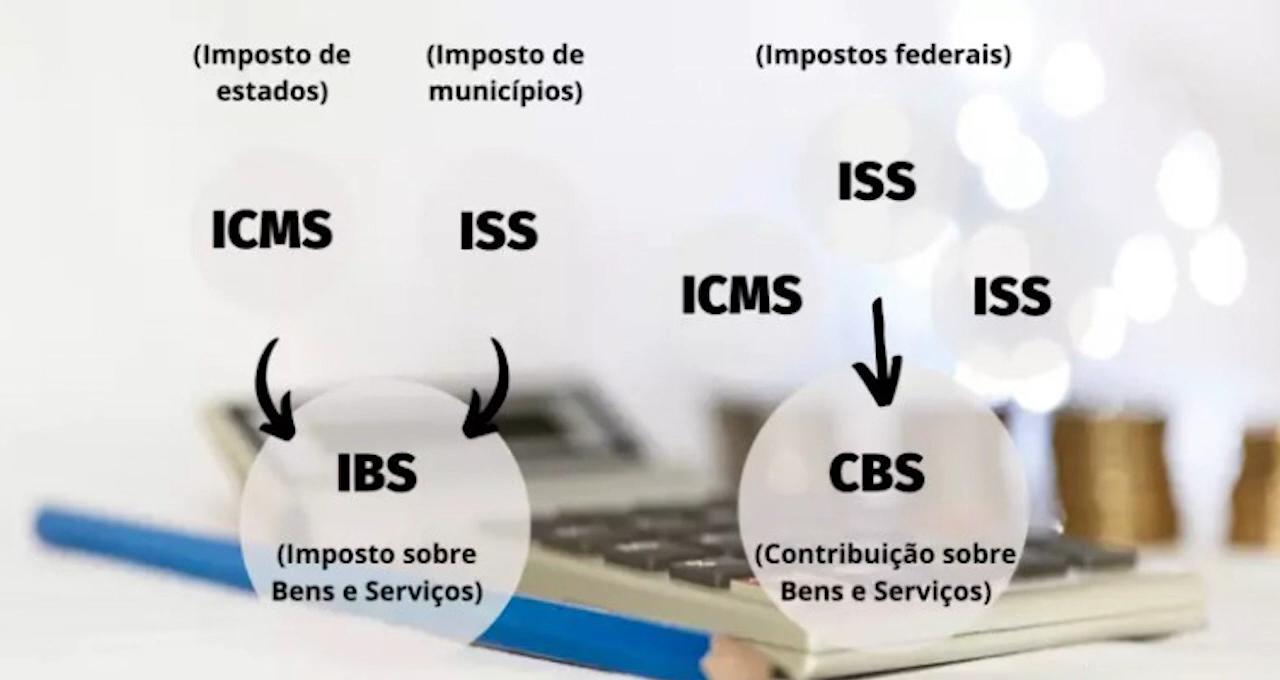 (Imposto de
estados)
(Imposto de
municípios)
(Impostos federais)
ICMS
ISS
ISS
ICMS
ISS
IBS
(Imposto sobre
Bens e Serviços)
CBS
(Contribuição sobre
Bens e Serviços)